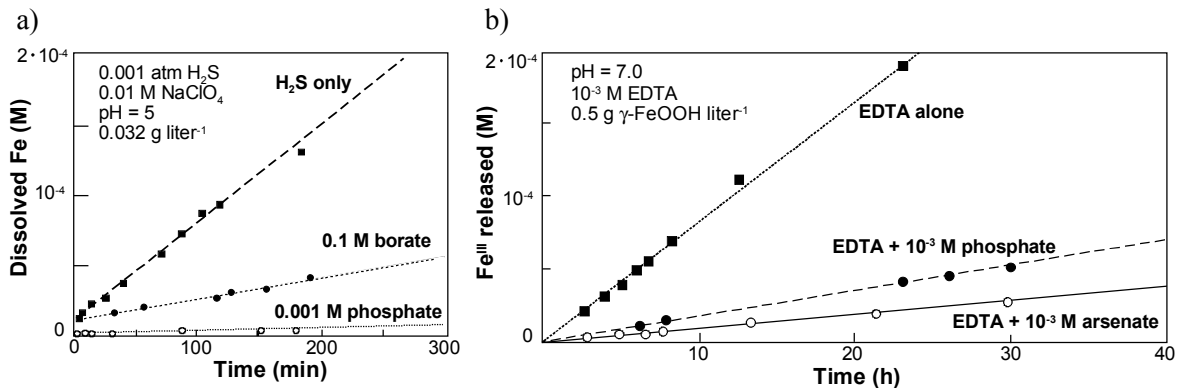 a)
2 · 10⁻⁴
10⁻⁴
0
Dissolved Fe (M)
0.001 atm H₂S
0.01 M NaClO₄
pH = 5
0.032 g liter⁻¹
H₂S only
0.1 M borate
0.001 M phosphate
0 100 200 300
Time (min)
b)
2 · 10⁻⁴
10⁻⁴
0
Feᴵᴵᴵ released (M)
pH = 7.0
10⁻³ M EDTA
0.5 g γ-FeOOH liter⁻¹
EDTA alone
EDTA + 10⁻³ M phosphate
EDTA + 10⁻³ M arsenate
10 20 30 40
Time (h)